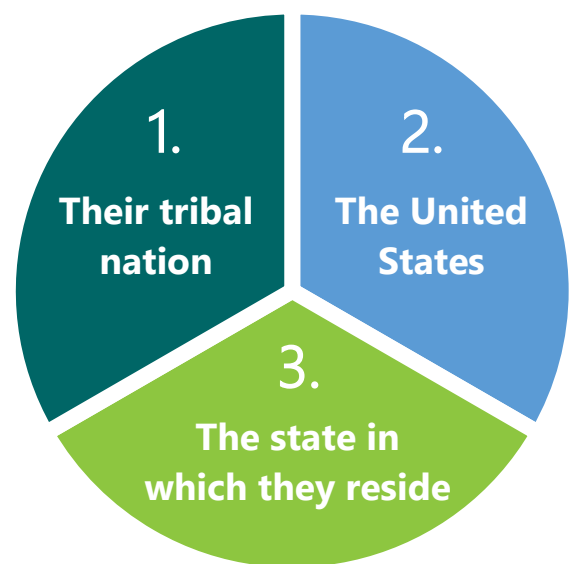 1.
Their tribal
nation
2.
The United
States
3.
The state in
which they reside